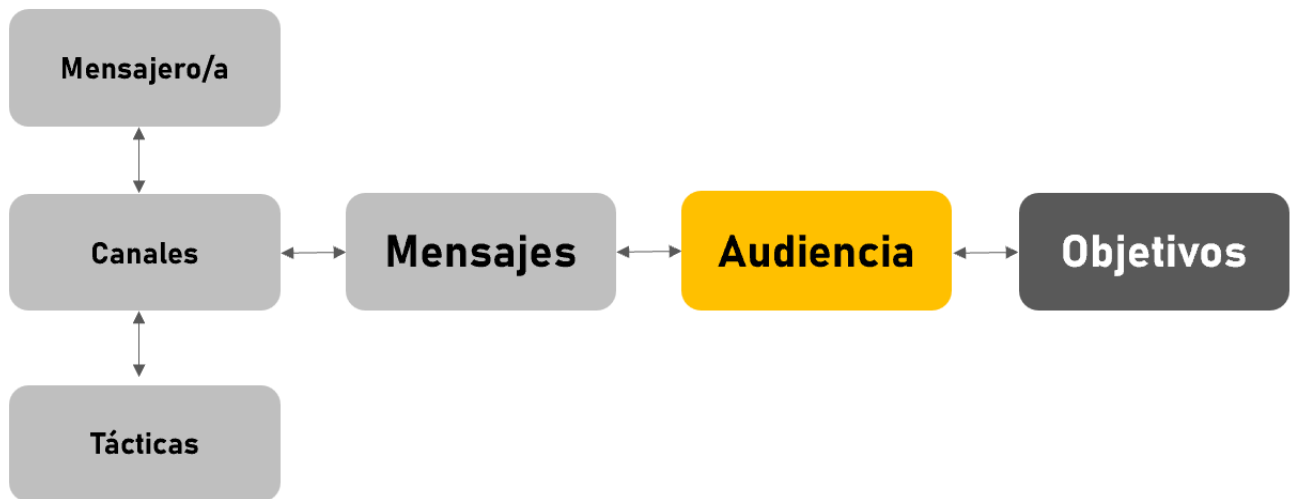 Mensajero/a
Canales
Mensajes
Audiencia
Objetivos
Tácticas